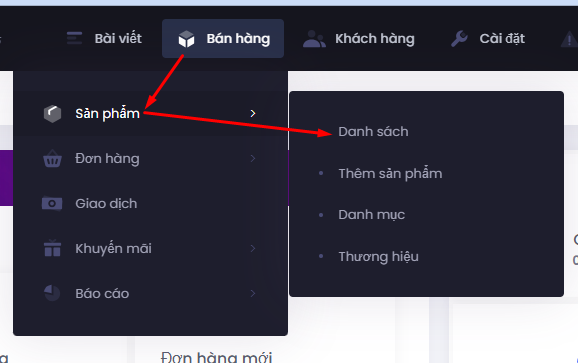 Bài viết Bán hàng Khách hàng Cài đặt
Sản phẩm
Đơn hàng
Giao dịch
Khuyến mãi
Báo cáo
Danh sách
Thêm sản phẩm
Danh mục
Thương hiệu
Đơn hàng mới